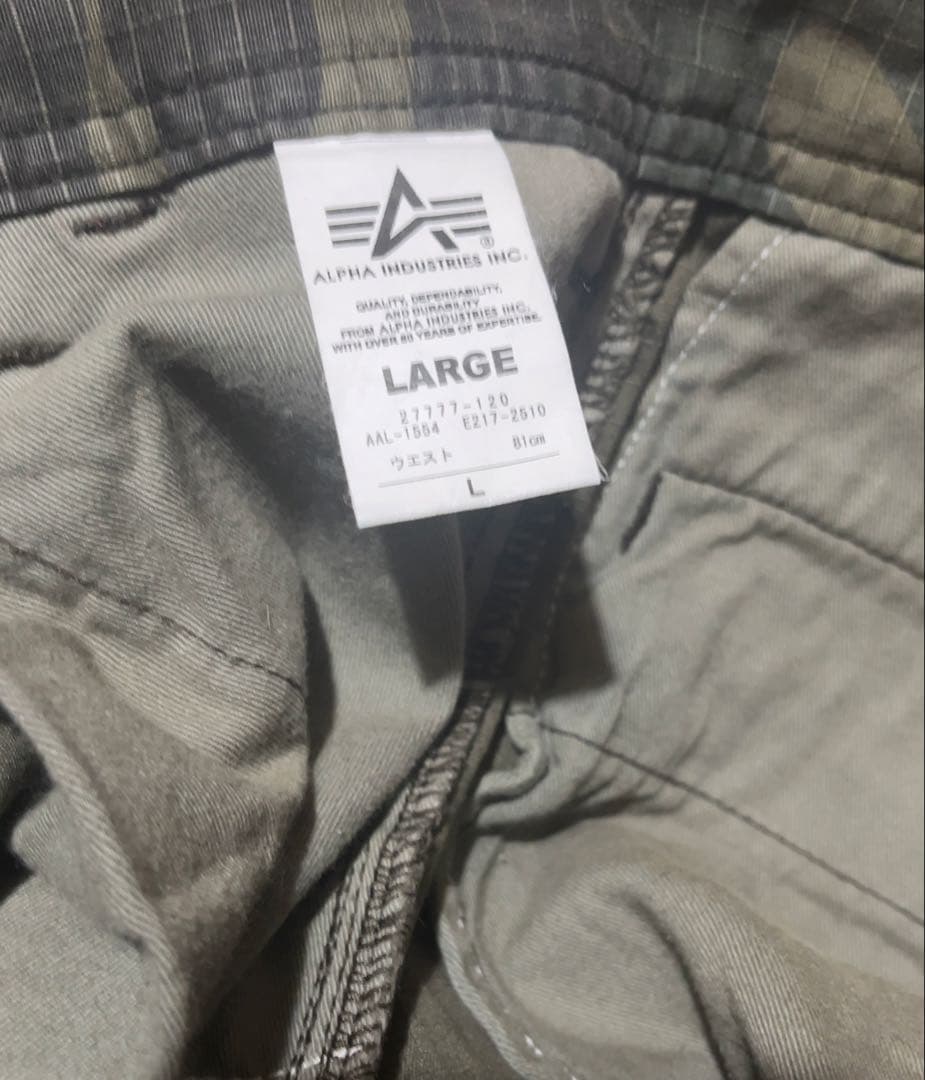 ALPHA INDUSTRIES INC.
QUALITY, DEPENDABILITY,
AND DURABILITY
FROM ALPHA INDUSTRIES INC.
WITH OVER 50 YEARS OF EXPERTISE.
LARGE
27777-120
AAL-1554 E217-2510
ウエスト 81cm
L